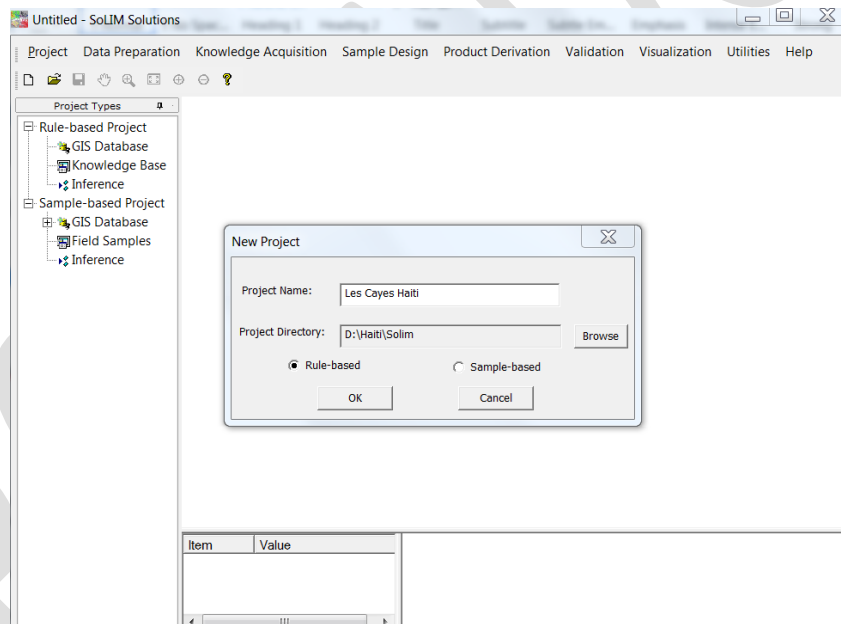 Untitled - SoLIM Solutions
Project Data Preparation Knowledge Acquisition Sample Design Product Derivation Validation Visualization Utilities Help
Project Types
Rule-based Project
GIS Database
Knowledge Base
Inference
Sample-based Project
GIS Database
Field Samples
Inference
New Project
Project Name: Les Cayes Haiti
Project Directory: D:\Haiti\Solim Browse
Rule-based Sample-based
OK Cancel
Item Value